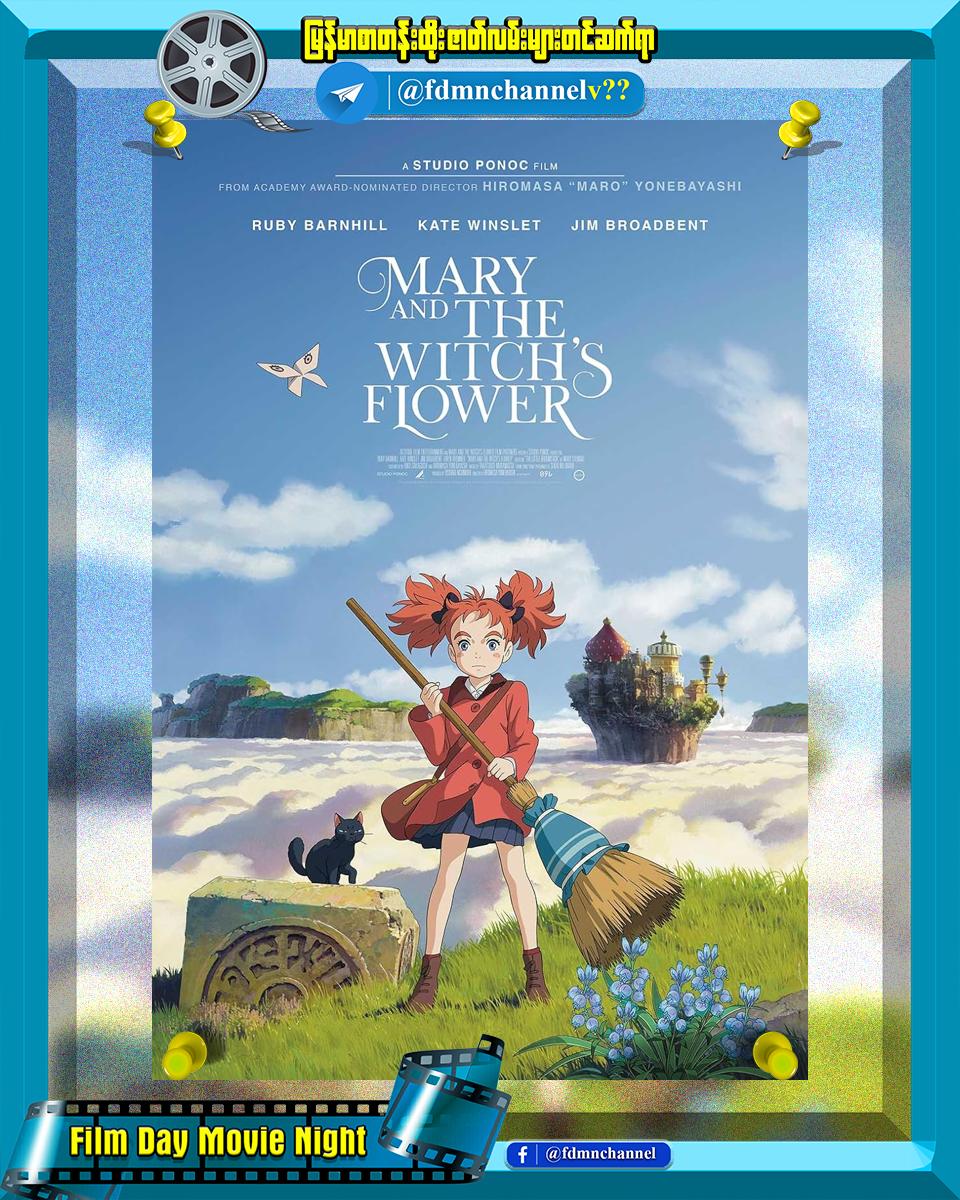 မြန်မာစာတန်းထိုးဇာတ်လမ်းများတင်ဆက်ရာ
@fdmnchannelv??
A STUDIO PONOC FILM
FROM ACADEMY AWARD-NOMINATED DIRECTOR HIROMASA “MARO” YONEBAYASHI
RUBY BARNHILL KATE WINSLET JIM BROADBENT
MARY
AND THE
WITCH'S
FLOWER
Film Day Movie Night
@fdmnchannel